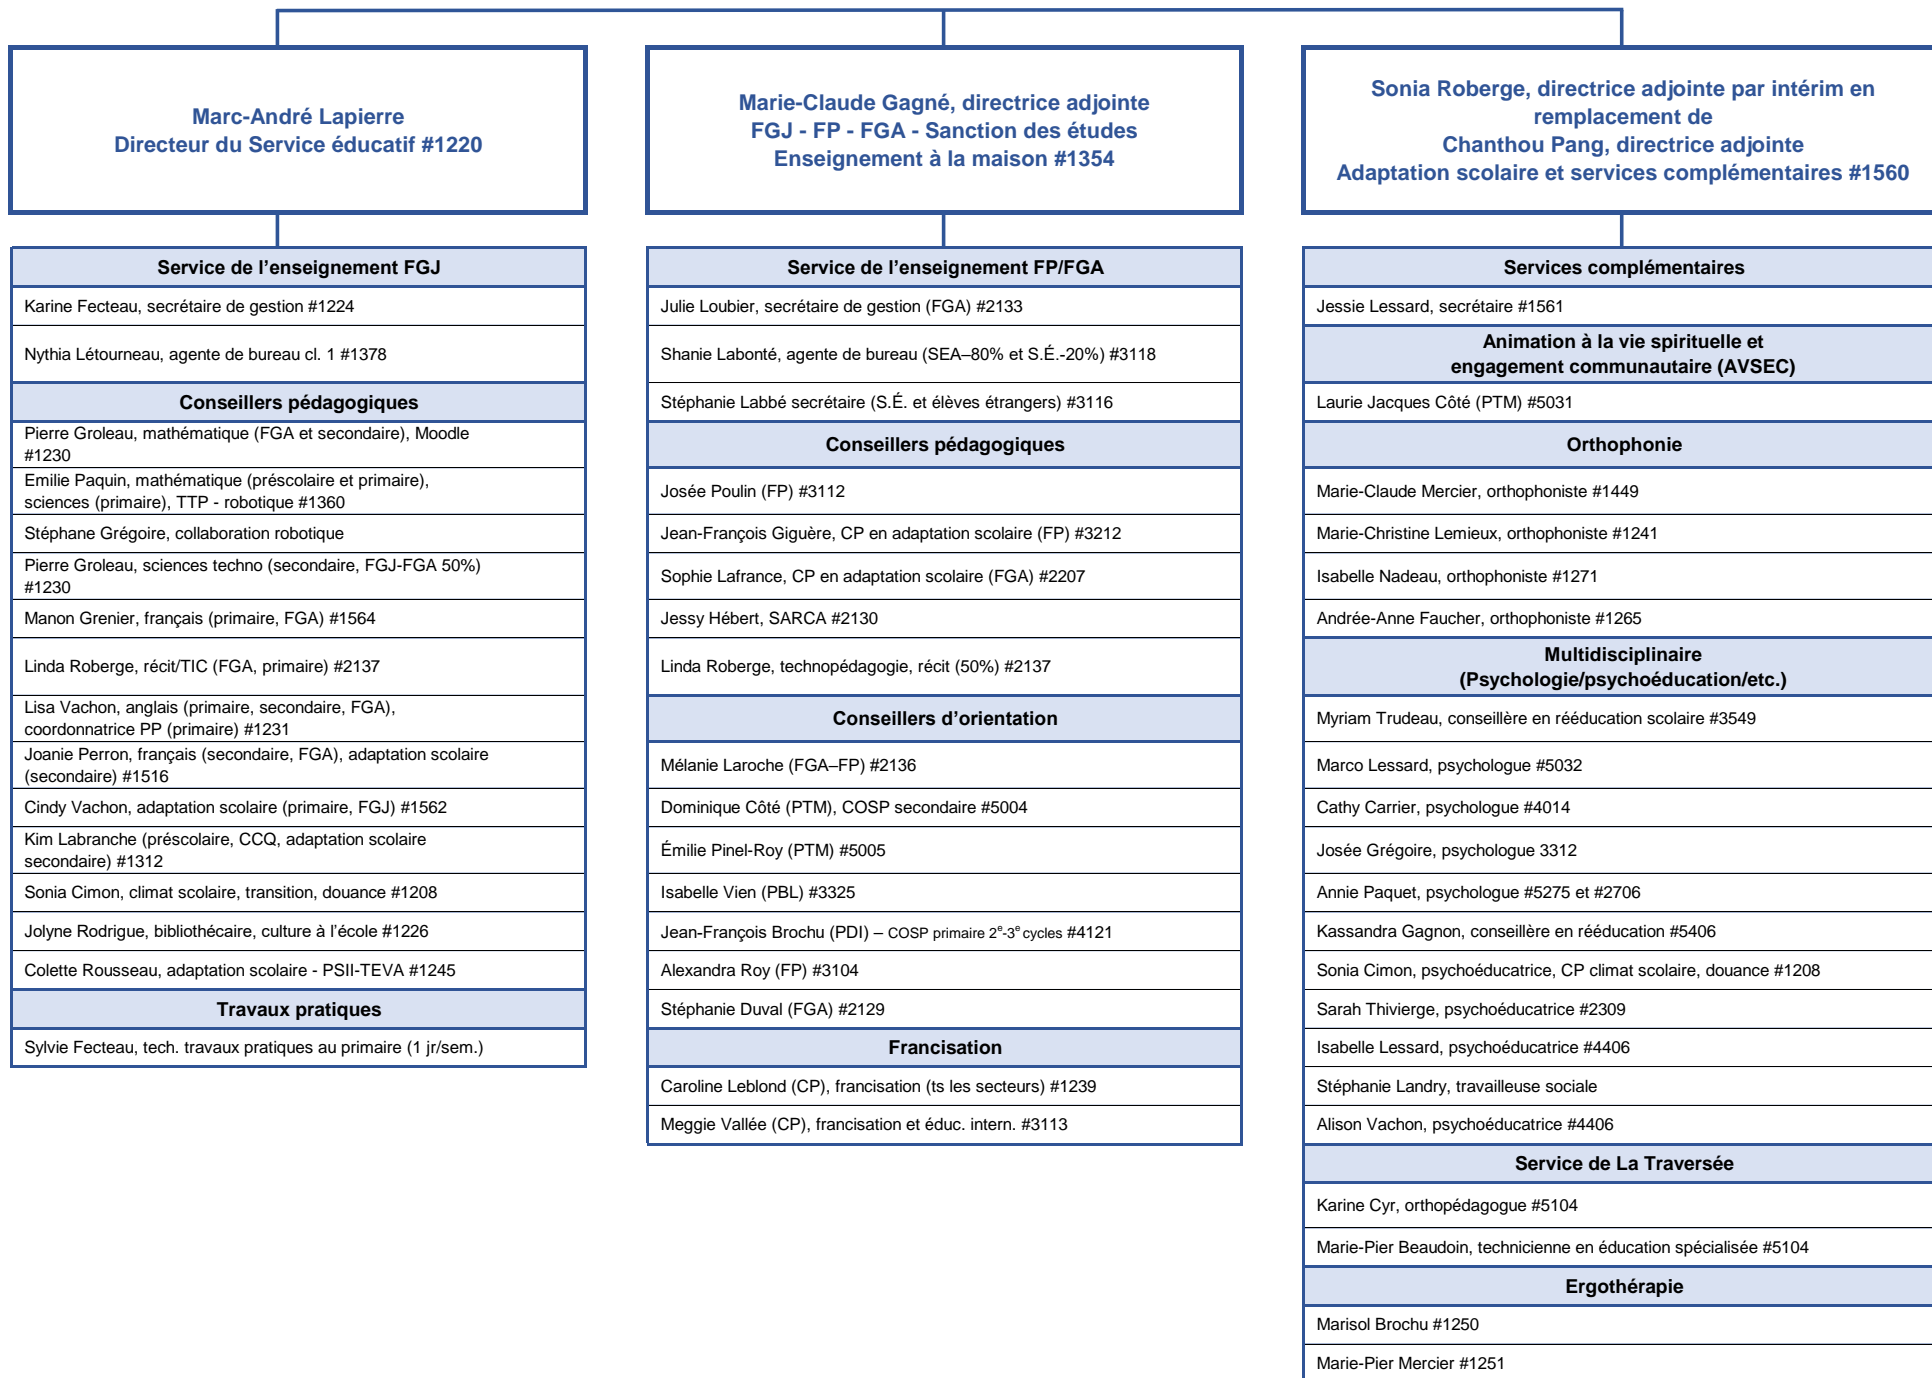 Marc-André Lapierre
Directeur du Service éducatif #1220
Service de l'enseignement FGJ
Karine Fecteau, secrétaire de gestion #1224
Nythia Létourneau, agente de bureau cl. 1 #1378
Conseillers pédagogiques
Pierre Groleau, mathématique (FGA et secondaire), Moodle
#1230
Emilie Paquin, mathématique (préscolaire et primaire),
sciences (primaire), TTP - robotique #1360
Stéphane Grégoire, collaboration robotique
Pierre Groleau, sciences techno (secondaire, FGJ-FGA 50%)
#1230
Manon Grenier, français (primaire, FGA) #1564
Linda Roberge, récit/TIC (FGA, primaire) #2137
Lisa Vachon, anglais (primaire, secondaire, FGA),
coordonnatrice PP (primaire) #1231
Joanie Perron, français (secondaire, FGA), adaptation scolaire
(secondaire) #1516
Cindy Vachon, adaptation scolaire (primaire, FGJ) #1562
Kim Labranche (préscolaire, CCQ, adaptation scolaire
secondaire) #1312
Sonia Cimon, climat scolaire, transition, douance #1208
Jolyne Rodrigue, bibliothécaire, culture à l'école #1226
Colette Rousseau, adaptation scolaire - PSII-TEVA #1245
Travaux pratiques
Sylvie Fecteau, tech. travaux pratiques au primaire (1 jr/sem.)
Marie-Claude Gagné, directrice adjointe
FGJ - FP - FGA - Sanction des études
Enseignement à la maison #1354
Service de l'enseignement FP/FGA
Julie Loubier, secrétaire de gestion (FGA) #2133
Shanie Labonté, agente de bureau (SEA–80% et S.É.-20%) #3118
Stéphanie Labbé secrétaire (S.É. et élèves étrangers) #3116
Conseillers pédagogiques
Josée Poulin (FP) #3112
Jean-François Giguère, CP en adaptation scolaire (FP) #3212
Sophie Lafrance, CP en adaptation scolaire (FGA) #2207
Jessy Hébert, SARCA #2130
Linda Roberge, technopédagogie, récit (50%) #2137
Conseillers d'orientation
Mélanie Laroche (FGA–FP) #2136
Dominique Côté (PTM), COSP secondaire #5004
Émilie Pinel-Roy (PTM) #5005
Isabelle Vien (PBL) #3325
Jean-François Brochu (PDI) – COSP primaire 2e-3e cycles #4121
Alexandra Roy (FP) #3104
Stéphanie Duval (FGA) #2129
Francisation
Caroline Leblond (CP), francisation (ts les secteurs) #1239
Meggie Vallée (CP), francisation et éduc. intern. #3113
Sonia Roberge, directrice adjointe par intérim en
remplacement de
Chanthou Pang, directrice adjointe
Adaptation scolaire et services complémentaires #1560
Services complémentaires
Jessie Lessard, secrétaire #1561
Animation à la vie spirituelle et
engagement communautaire (AVSEC)
Laurie Jacques Côté (PTM) #5031
Orthophonie
Marie-Claude Mercier, orthophoniste #1449
Marie-Christine Lemieux, orthophoniste #1241
Isabelle Nadeau, orthophoniste #1271
Andrée-Anne Faucher, orthophoniste #1265
Multidisciplinaire
(Psychologie/psychoéducation/etc.)
Myriam Trudeau, conseillère en rééducation scolaire #3549
Marco Lessard, psychologue #5032
Cathy Carrier, psychologue #4014
Josée Grégoire, psychologue 3312
Annie Paquet, psychologue #5275 et #2706
Kassandra Gagnon, conseillère en rééducation #5406
Sonia Cimon, psychoéducatrice, CP climat scolaire, douance #1208
Sarah Thivierge, psychoéducatrice #2309
Isabelle Lessard, psychoéducatrice #4406
Stéphanie Landry, travailleuse sociale
Alison Vachon, psychoéducatrice #4406
Service de La Traversée
Karine Cyr, orthopédagogue #5104
Marie-Pier Beaudoin, technicienne en éducation spécialisée #5104
Ergothérapie
Marisol Brochu #1250
Marie-Pier Mercier #1251